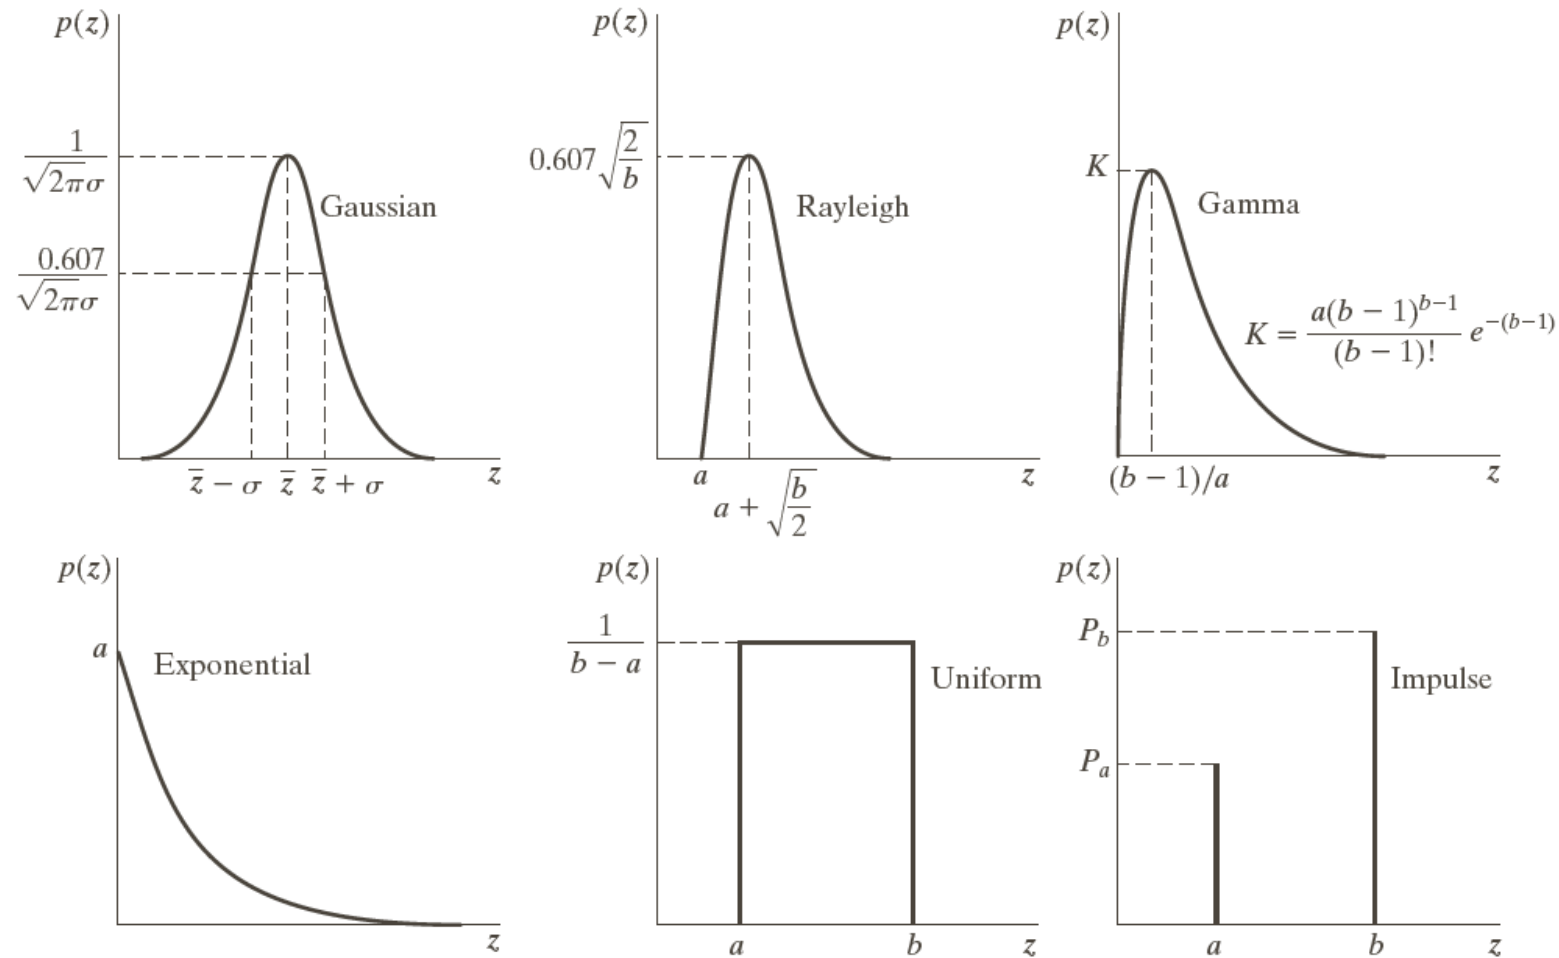 p(z)
1/√2πσ
0.607/√2πσ
Gaussian
z̄ − σ z̄ z̄ + σ z
p(z)
0.607√2/b
Rayleigh
a z
a + √b/2
p(z)
K
Gamma
K = a(b − 1)^{b−1}/(b − 1)! e^{−(b−1)}
(b − 1)/a z
p(z)
a
Exponential
z
p(z)
1/b − a
Uniform
a b z
p(z)
P_b
Impulse
P_a
a b z